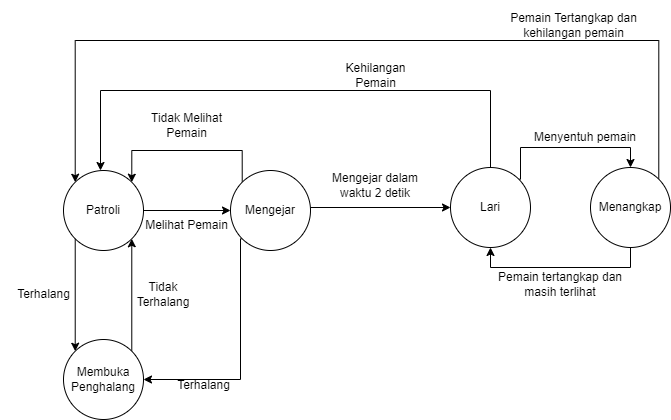 Pemain Tertangkap dan
kehilangan pemain
Kehilangan
Pemain
Tidak Melihat
Pemain
Menyentuh pemain
Mengejar dalam
waktu 2 detik
Patroli
Melihat Pemain
Mengejar
Lari
Menangkap
Pemain tertangkap dan
masih terlihat
Terhalang
Tidak
Terhalang
Membuka
Penghalang
Terhalang